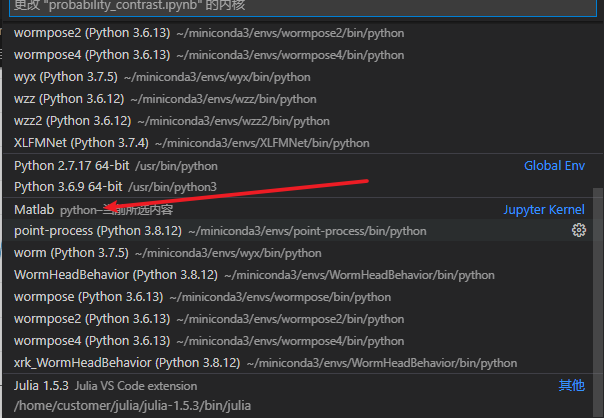 更改 "probability_contrast.ipynb" 的内核
wormpose2 (Python 3.6.13) ~/miniconda3/envs/wormpose2/bin/python
wormpose4 (Python 3.6.13) ~/miniconda3/envs/wormpose4/bin/python
wyx (Python 3.7.5) ~/miniconda3/envs/wyx/bin/python
wzz (Python 3.6.12) ~/miniconda3/envs/wzz/bin/python
wzz2 (Python 3.6.12) ~/miniconda3/envs/wzz2/bin/python
XLFMNet (Python 3.7.4) ~/miniconda3/envs/XLFMNet/bin/python
Python 2.7.17 64-bit /usr/bin/python Global Env
Python 3.6.9 64-bit /usr/bin/python3
Matlab python-当前所选内容 Jupyter Kernel
point-process (Python 3.8.12) ~/miniconda3/envs/point-process/bin/python
worm (Python 3.7.5) ~/miniconda3/envs/wyx/bin/python
WormHeadBehavior (Python 3.8.12) ~/miniconda3/envs/WormHeadBehavior/bin/python
wormpose (Python 3.6.13) ~/miniconda3/envs/wormpose/bin/python
wormpose2 (Python 3.6.13) ~/miniconda3/envs/wormpose2/bin/python
wormpose4 (Python 3.6.13) ~/miniconda3/envs/wormpose4/bin/python
xrk_WormHeadBehavior (Python 3.8.12) ~/miniconda3/envs/WormHeadBehavior/bin/python
Julia 1.5.3 Julia VS Code extension 其他
/home/customer/julia/julia-1.5.3/bin/julia